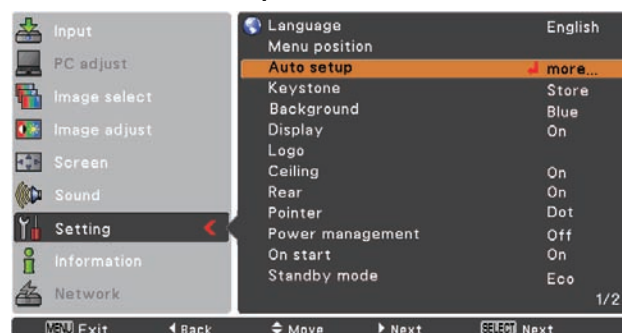 Input
PC adjust
Image select
Image adjust
Screen
Sound
Setting
Information
Network
Language English
Menu position
Auto setup more...
Keystone Store
Background Blue
Display On
Logo
Ceiling On
Rear On
Pointer Dot
Power management Off
On start On
Standby mode Eco
1/2
MENU Exit Back Move Next SELECT Next